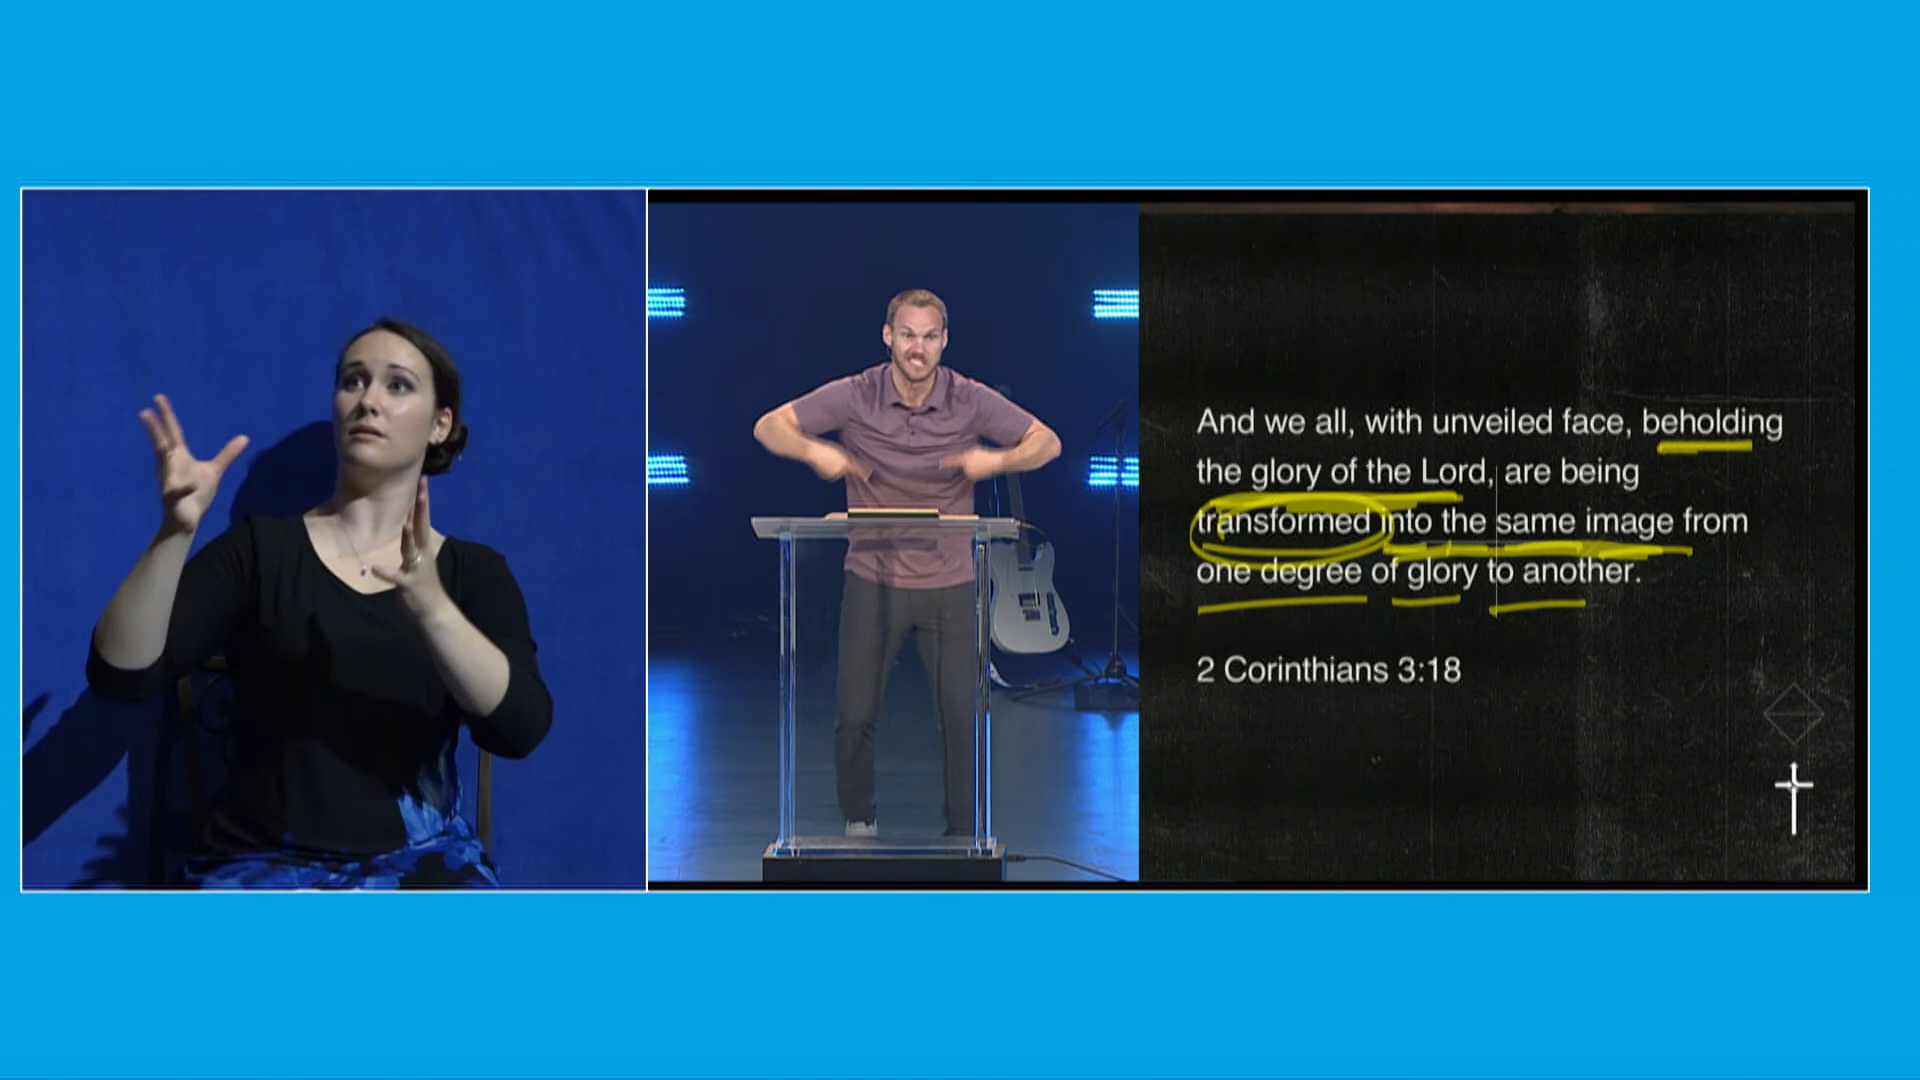 And we all, with unveiled face, beholding
the glory of the Lord, are being
transformed into the same image from
one degree of glory to another.
2 Corinthians 3:18